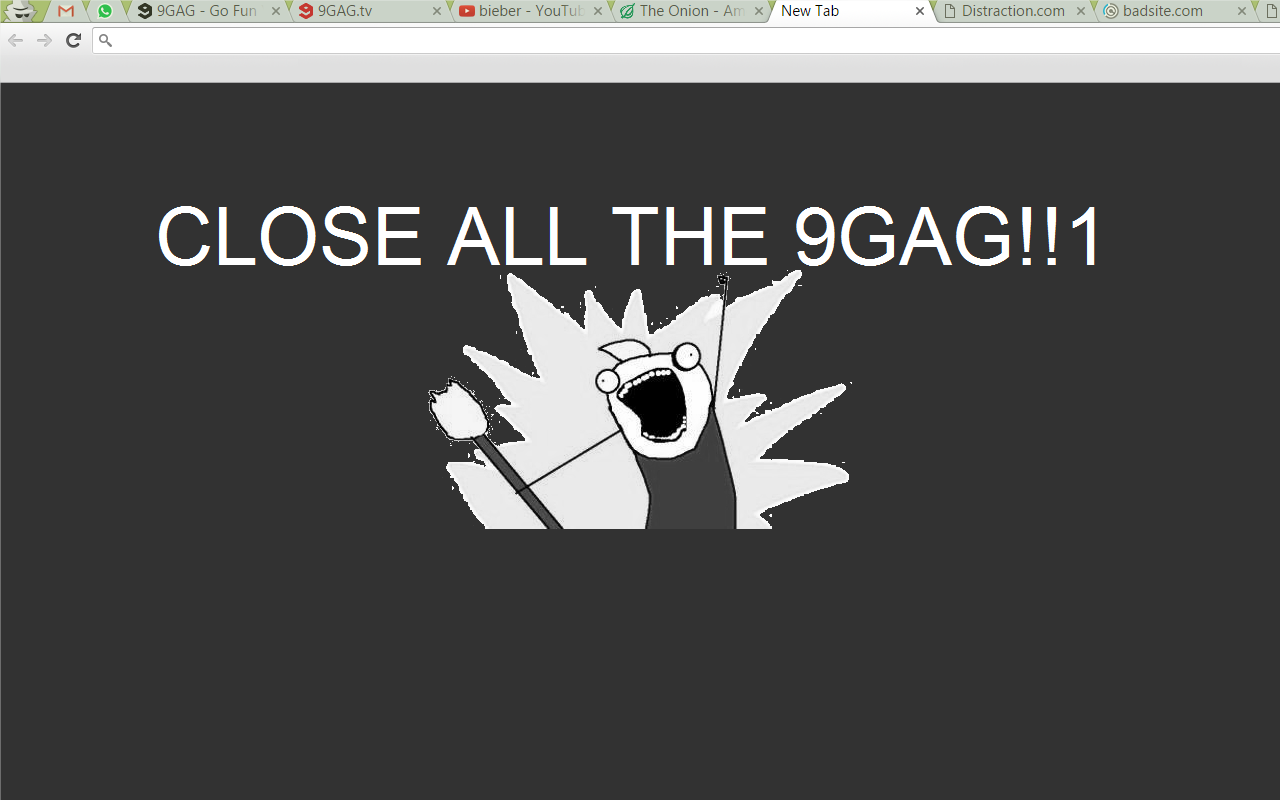 9GAG - Go Fun
9GAG.tv
bieber - YouTub
The Onion - Am
New Tab
Distraction.com
badsite.com
CLOSE ALL THE 9GAG!!1